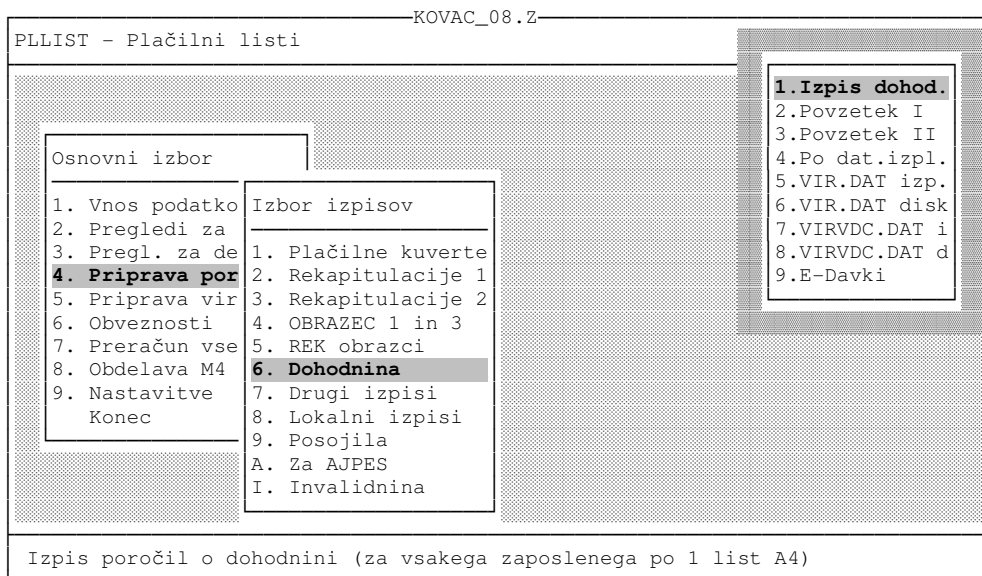 KOVAC_08.Z
PLLIST - Plačilni listi
Osnovni izbor
1. Vnos podatko
2. Pregledi za
3. Pregl. za de
4. Priprava por
5. Priprava vir
6. Obveznosti
7. Preračun vse
8. Obdelava M4
9. Nastavitve
Konec
Izbor izpisov
1. Plačilne kuverte
2. Rekapitulacije 1
3. Rekapitulacije 2
4. OBRAZEC 1 in 3
5. REK obrazci
6. Dohodnina
7. Drugi izpisi
8. Lokalni izpisi
9. Posojila
A. Za AJPES
I. Invalidnina
1.Izpis dohod.
2.Povzetek I
3.Povzetek II
4.Po dat.izpl.
5.VIR.DAT izp.
6.VIR.DAT disk
7.VIRVDC.DAT i
8.VIRVDC.DAT d
9.E-Davki
Izpis poročil o dohodnini (za vsakega zaposlenega po 1 list A4)